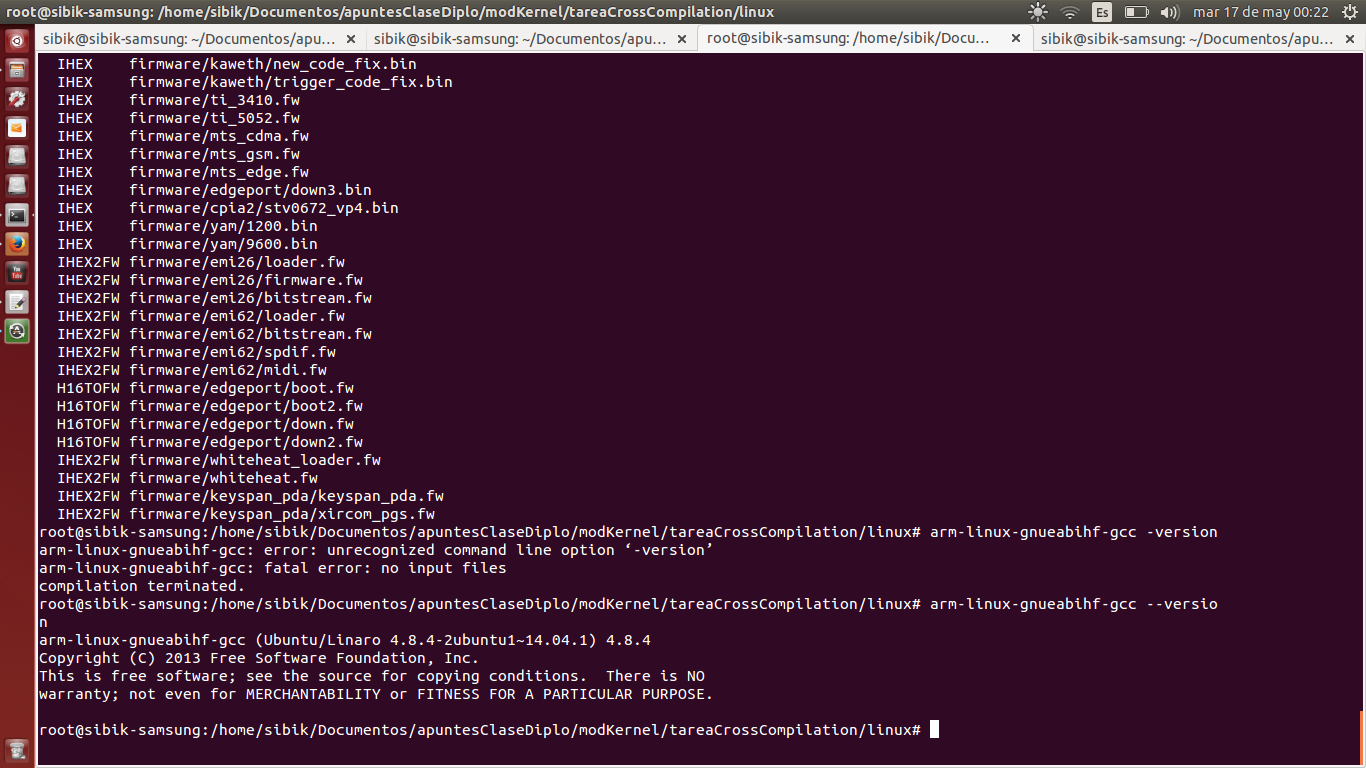 root@sibik-samsung: /home/sibik/Documentos/apuntesClaseDiplo/modKernel/tareaCrossCompilation/linux
Es
mar 17 de may 00:22
sibik@sibik-samsung: ~/Documentos/apu... ×
sibik@sibik-samsung: ~/Documentos/apu... ×
root@sibik-samsung: /home/sibik/Docu... ×
sibik@sibik-samsung: ~/Documentos/apu... ×
IHEX firmware/kaweth/new_code_fix.bin
IHEX firmware/kaweth/trigger_code_fix.bin
IHEX firmware/ti_3410.fw
IHEX firmware/ti_5052.fw
IHEX firmware/mts_cdma.fw
IHEX firmware/mts_gsm.fw
IHEX firmware/mts_edge.fw
IHEX firmware/edgeport/down3.bin
IHEX firmware/cpia2/stv0672_vp4.bin
IHEX firmware/yam/1200.bin
IHEX firmware/yam/9600.bin
IHEX2FW firmware/emi26/loader.fw
IHEX2FW firmware/emi26/firmware.fw
IHEX2FW firmware/emi26/bitstream.fw
IHEX2FW firmware/emi62/loader.fw
IHEX2FW firmware/emi62/bitstream.fw
IHEX2FW firmware/emi62/spdif.fw
IHEX2FW firmware/emi62/midi.fw
H16TOFW firmware/edgeport/boot.fw
H16TOFW firmware/edgeport/boot2.fw
H16TOFW firmware/edgeport/down.fw
H16TOFW firmware/edgeport/down2.fw
IHEX2FW firmware/whiteheat_loader.fw
IHEX2FW firmware/whiteheat.fw
IHEX2FW firmware/keyspan_pda/keyspan_pda.fw
IHEX2FW firmware/keyspan_pda/xircom_pgs.fw
root@sibik-samsung:/home/sibik/Documentos/apuntesClaseDiplo/modKernel/tareaCrossCompilation/linux# arm-linux-gnueabihf-gcc -version
arm-linux-gnueabihf-gcc: error: unrecognized command line option ‘-version’
arm-linux-gnueabihf-gcc: fatal error: no input files
compilation terminated.
root@sibik-samsung:/home/sibik/Documentos/apuntesClaseDiplo/modKernel/tareaCrossCompilation/linux# arm-linux-gnueabihf-gcc --versio
n
arm-linux-gnueabihf-gcc (Ubuntu/Linaro 4.8.4-2ubuntu1~14.04.1) 4.8.4
Copyright (C) 2013 Free Software Foundation, Inc.
This is free software; see the source for copying conditions.  There is NO
warranty; not even for MERCHANTABILITY or FITNESS FOR A PARTICULAR PURPOSE.
root@sibik-samsung:/home/sibik/Documentos/apuntesClaseDiplo/modKernel/tareaCrossCompilation/linux#